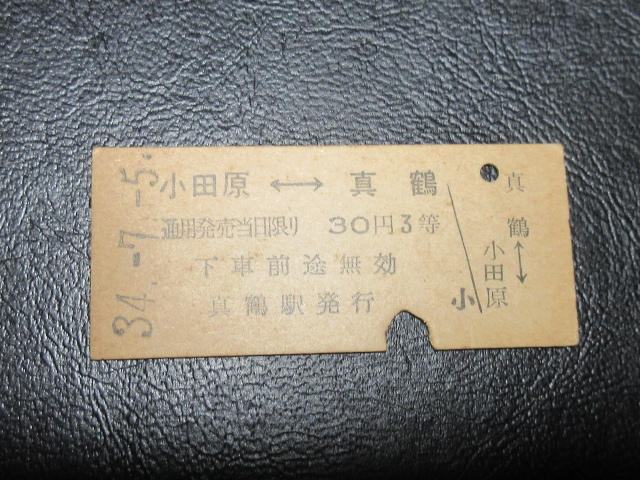 34.-7.-5.
小田原 ←→ 真鶴
通用発売当日限り 30円3等
下車前途無効
真鶴駅発行
小
真鶴
←→
小田原